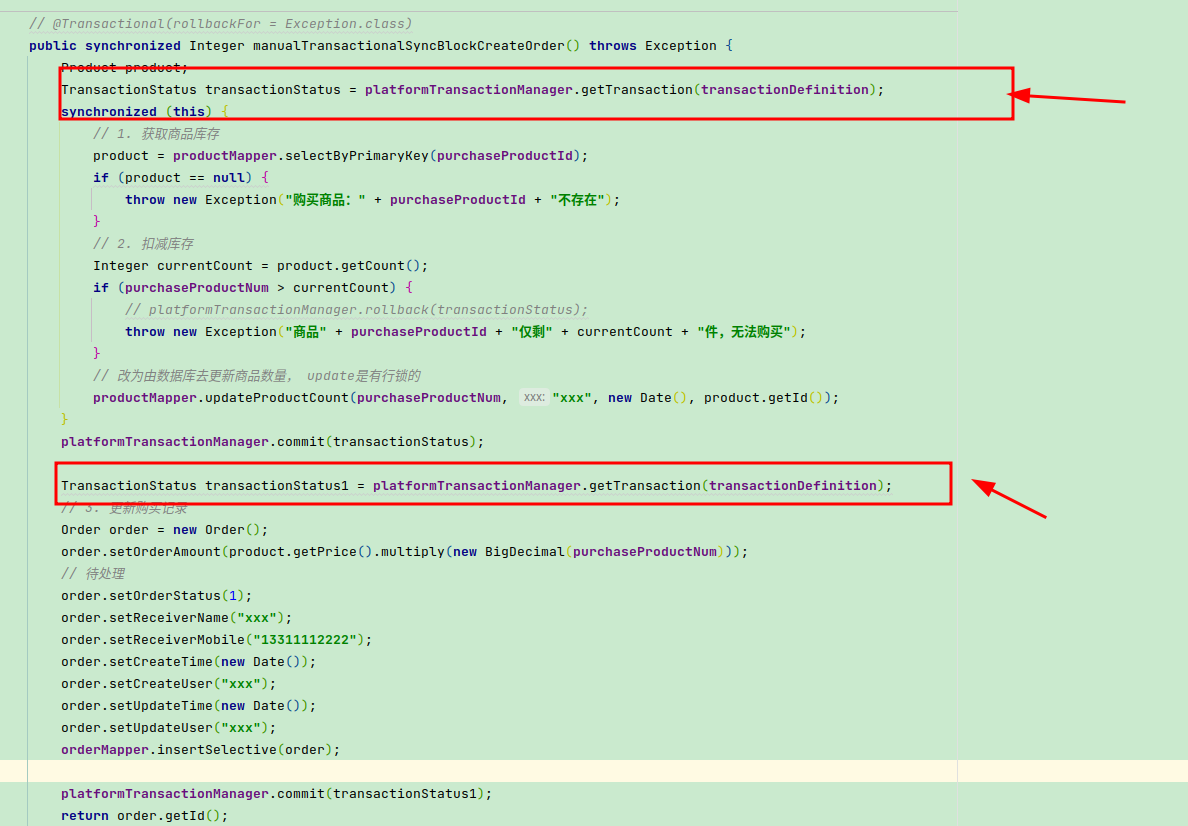 // @Transactional(rollbackFor = Exception.class)
public synchronized Integer manualTransactionalSyncBlockCreateOrder() throws Exception {
Product product;
TransactionStatus transactionStatus = platformTransactionManager.getTransaction(transactionDefinition);
synchronized (this) {
// 1. 获取商品库存
product = productMapper.selectByPrimaryKey(purchaseProductId);
if (product == null) {
throw new Exception("购买商品：" + purchaseProductId + "不存在");
}
// 2. 扣减库存
Integer currentCount = product.getCount();
if (purchaseProductNum > currentCount) {
// platformTransactionManager.rollback(transactionStatus);
throw new Exception("商品" + purchaseProductId + "仅剩" + currentCount + "件，无法购买");
}
// 改为由数据库去更新商品数量， update是有行锁的
productMapper.updateProductCount(purchaseProductNum, xxx: "xxx", new Date(), product.getId());
}
platformTransactionManager.commit(transactionStatus);
TransactionStatus transactionStatus1 = platformTransactionManager.getTransaction(transactionDefinition);
// 3. 更新购买记录
Order order = new Order();
order.setOrderAmount(product.getPrice().multiply(new BigDecimal(purchaseProductNum)));
// 待处理
order.setOrderStatus(1);
order.setReceiverName("xxx");
order.setReceiverMobile("13311112222");
order.setCreateTime(new Date());
order.setCreateUser("xxx");
order.setUpdateTime(new Date());
order.setUpdateUser("xxx");
orderMapper.insertSelective(order);
platformTransactionManager.commit(transactionStatus1);
return order.getId();